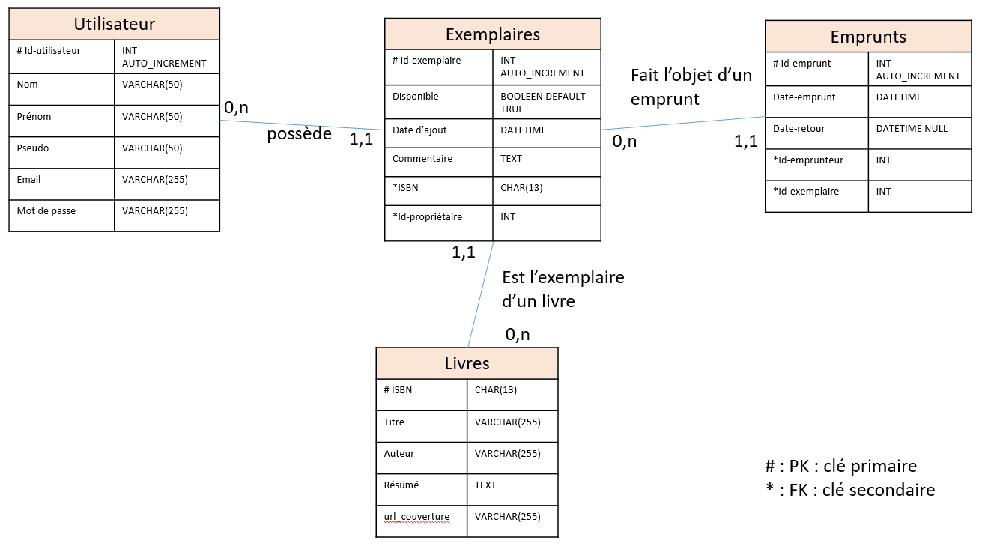 Utilisateur
# Id-utilisateur
INT
AUTO_INCREMENT
Nom
VARCHAR(50)
Prénom
VARCHAR(50)
Pseudo
VARCHAR(50)
Email
VARCHAR(255)
Mot de passe
VARCHAR(255)
0,n
possède
1,1
Exemplaires
# Id-exemplaire
INT
AUTO_INCREMENT
Disponible
BOOLEEN DEFAULT
TRUE
Date d’ajout
DATETIME
Commentaire
TEXT
*ISBN
CHAR(13)
*Id-propriétaire
INT
Fait l’objet d’un
emprunt
0,n
1,1
Emprunts
# Id-emprunt
INT
AUTO_INCREMENT
Date-emprunt
DATETIME
Date-retour
DATETIME NULL
*Id-emprunteur
INT
*Id-exemplaire
INT
1,1
Est l’exemplaire
d’un livre
0,n
Livres
# ISBN
CHAR(13)
Titre
VARCHAR(255)
Auteur
VARCHAR(255)
Résumé
TEXT
url_couverture
VARCHAR(255)
# : PK : clé primaire
* : FK : clé secondaire